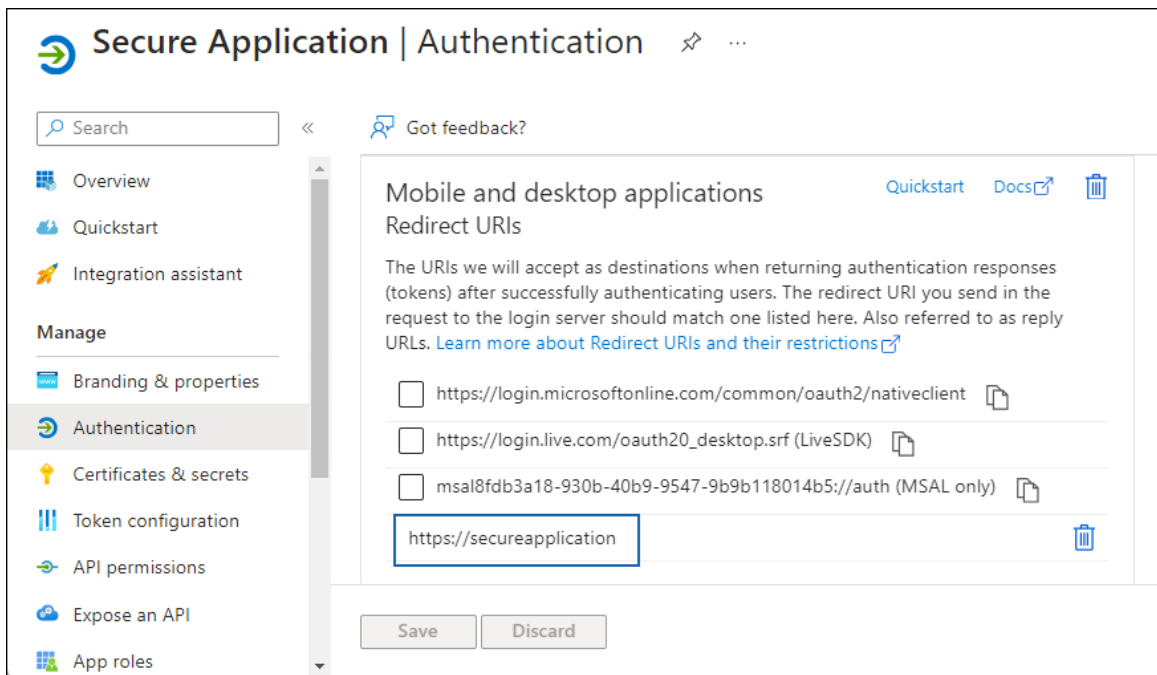 Secure Application | Authentication ...
Search «
Got feedback?
Overview
Quickstart
Integration assistant
Manage
Branding & properties
Authentication
Certificates & secrets
Token configuration
API permissions
Expose an API
App roles
Mobile and desktop applications
Quickstart Docs
Redirect URIs
The URIs we will accept as destinations when returning authentication responses
(tokens) after successfully authenticating users. The redirect URI you send in the
request to the login server should match one listed here. Also referred to as reply
URLs. Learn more about Redirect URIs and their restrictions
https://login.microsoftonline.com/common/oauth2/nativeclient
https://login.live.com/oauth20_desktop.srf (LiveSDK)
msal8fdb3a18-930b-40b9-9547-9b9b118014b5://auth (MSAL only)
https://secureapplication
Save Discard